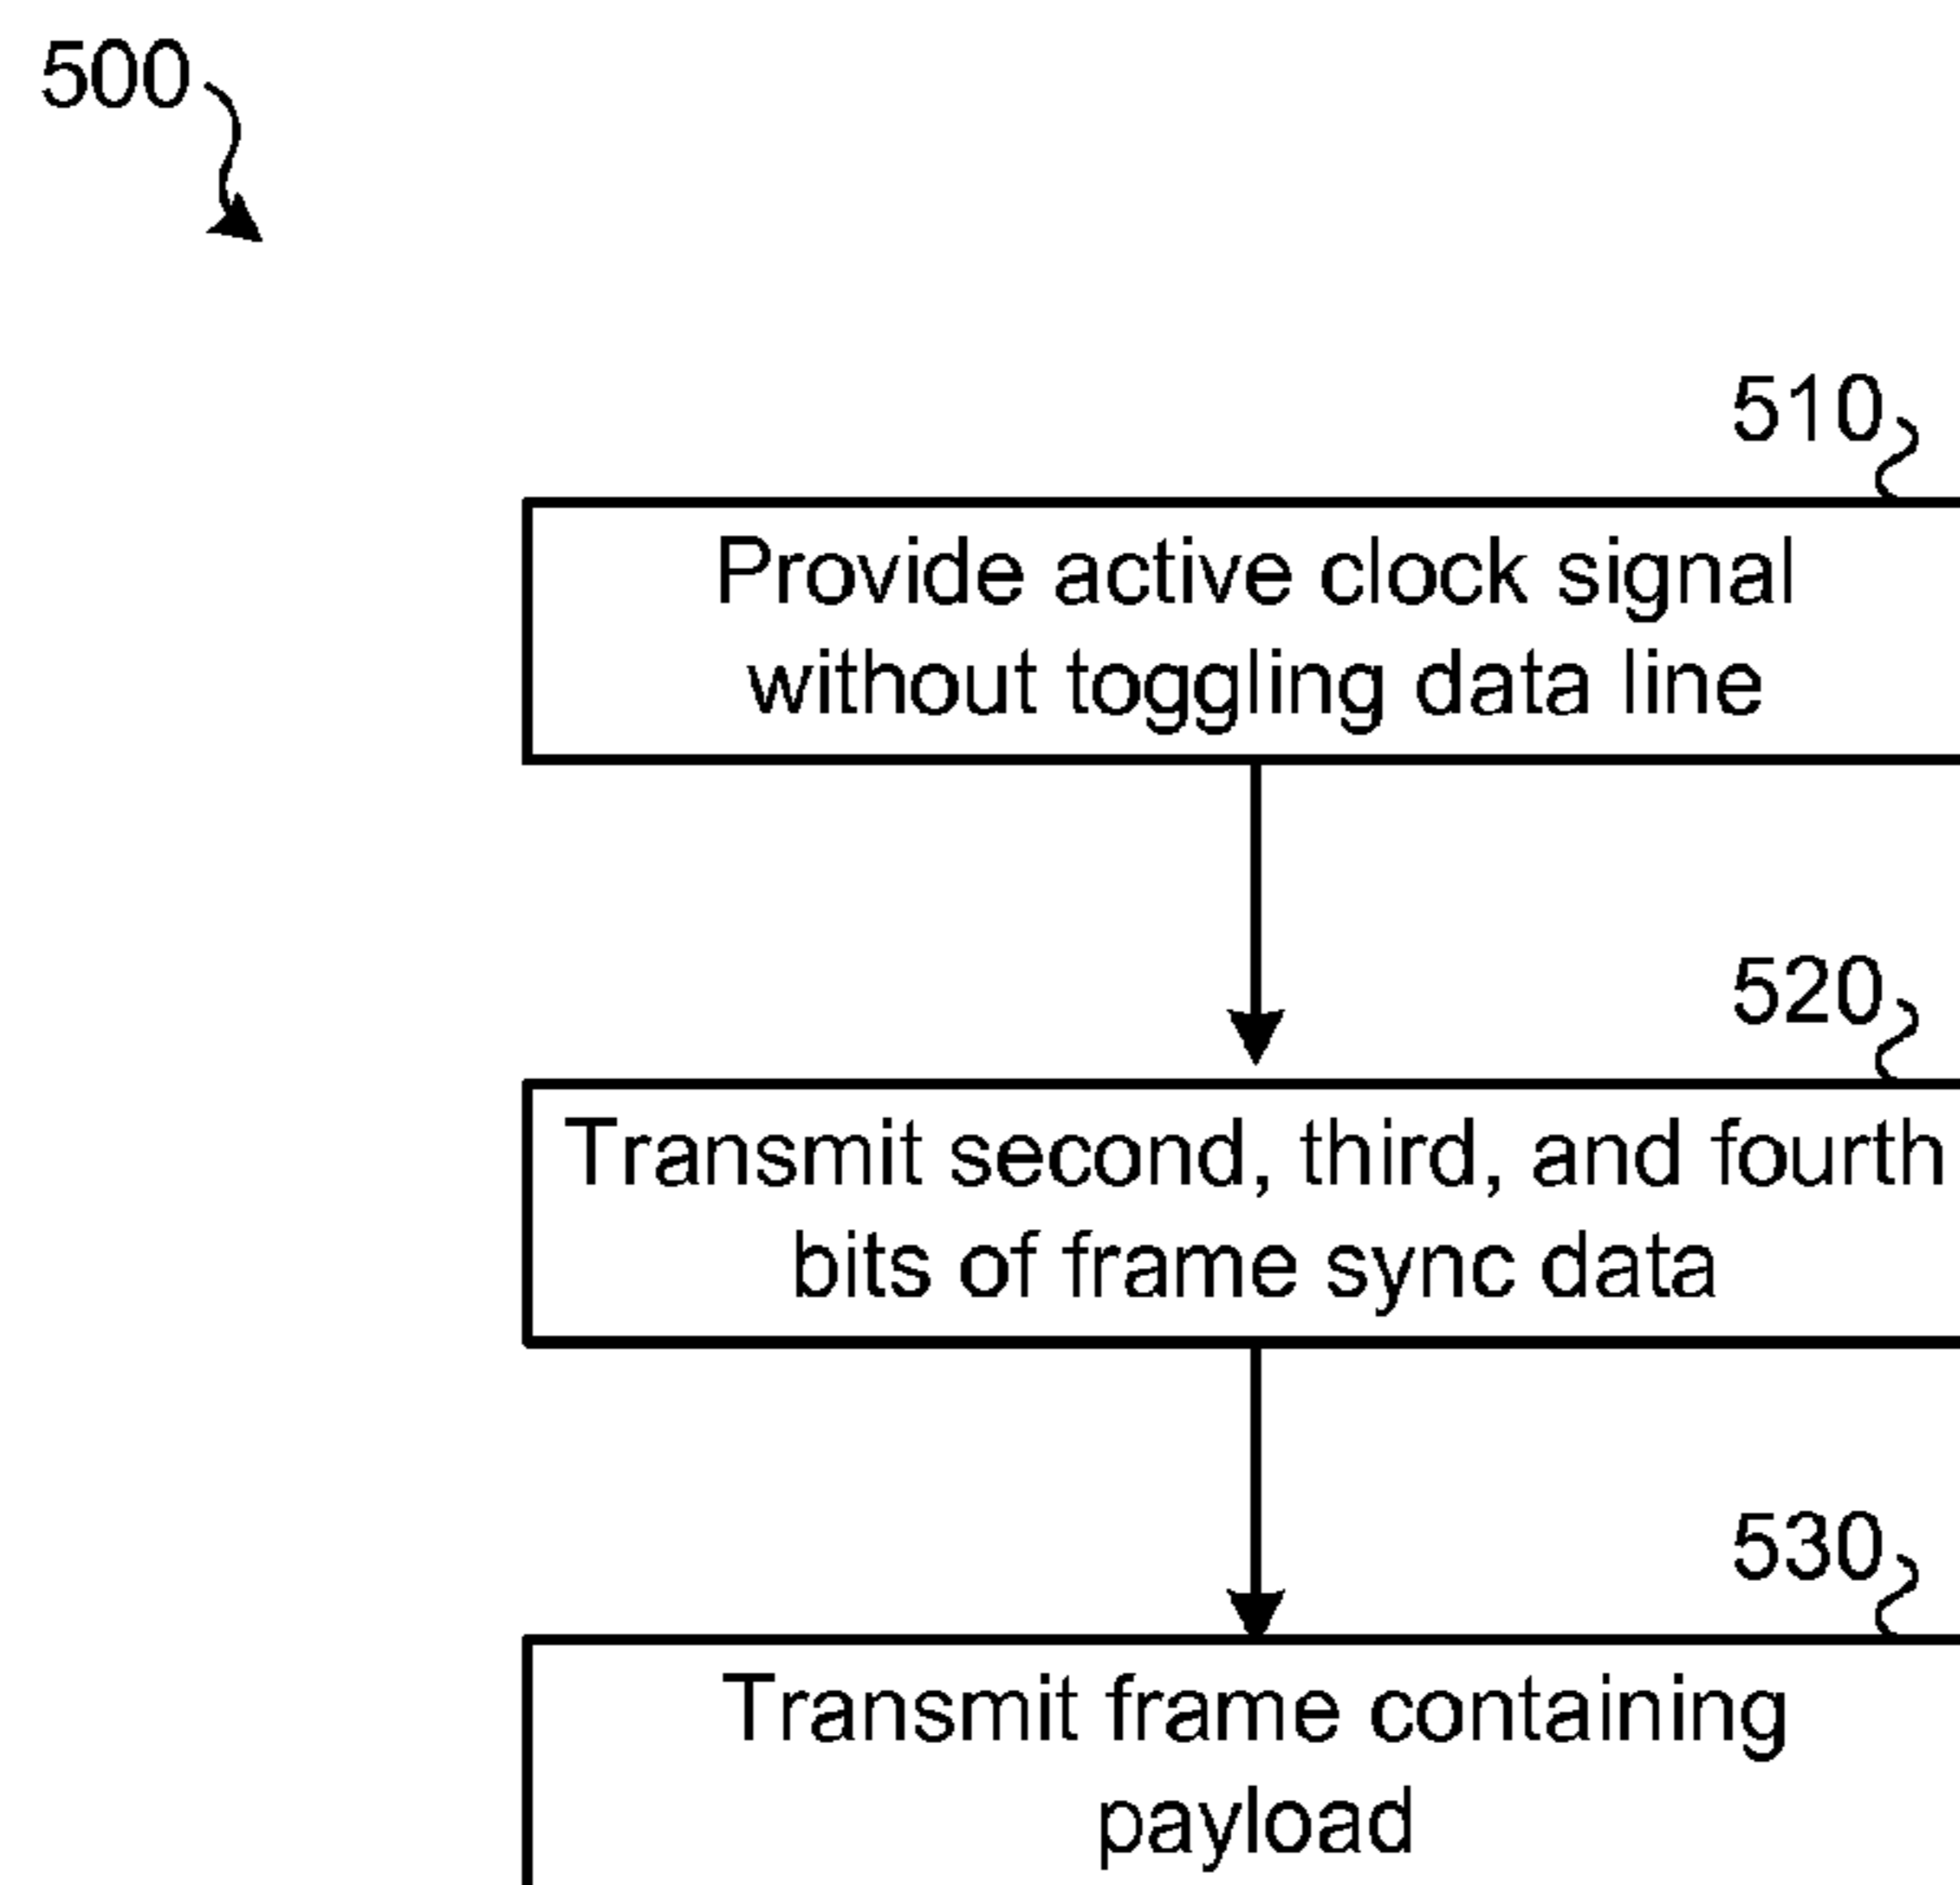 500
510
Provide active clock signal
without toggling data line
520
Transmit second, third, and fourth
bits of frame sync data
530
Transmit frame containing
payload